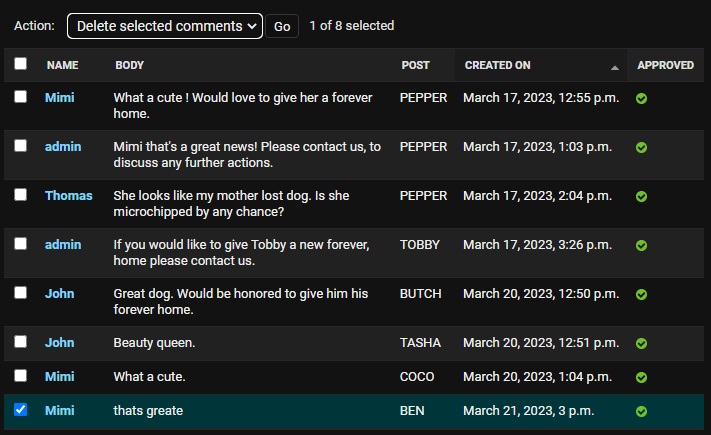 Action: Delete selected comments Go 1 of 8 selected
NAME BODY POST CREATED ON APPROVED
Mimi What a cute ! Would love to give her a forever PEPPER March 17, 2023, 12:55 p.m.
home.
admin Mimi that's a great news! Please contact us, to PEPPER March 17, 2023, 1:03 p.m.
discuss any further actions.
Thomas She looks like my mother lost dog. Is she PEPPER March 17, 2023, 2:04 p.m.
microchipped by any chance?
admin If you would like to give Tobby a new forever, TOBBY March 17, 2023, 3:26 p.m.
home please contact us.
John Great dog. Would be honored to give him his BUTCH March 20, 2023, 12:50 p.m.
forever home.
John Beauty queen. TASHA March 20, 2023, 12:51 p.m.
Mimi What a cute. COCO March 20, 2023, 1:04 p.m.
Mimi thats greate BEN March 21, 2023, 3 p.m.